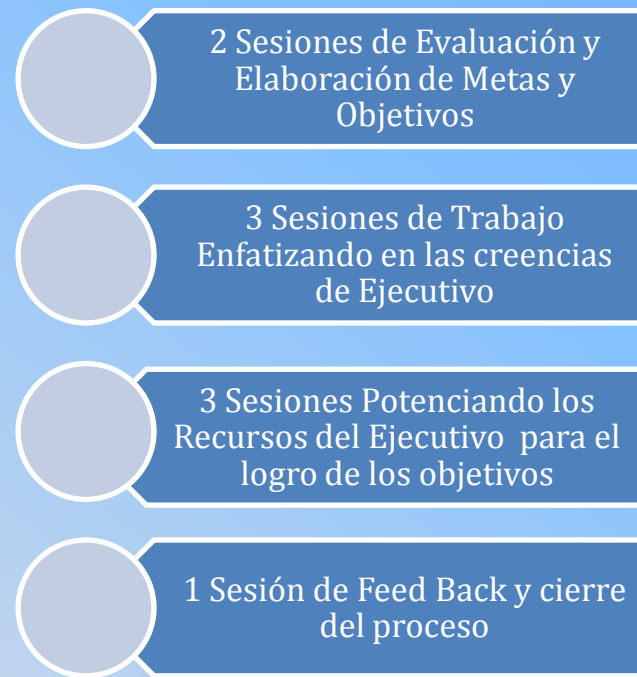 2 Sesiones de Evaluación y
Elaboración de Metas y
Objetivos
3 Sesiones de Trabajo
Enfatizando en las creencias
de Ejecutivo
3 Sesiones Potenciando los
Recursos del Ejecutivo para el
logro de los objetivos
1 Sesión de Feed Back y cierre
del proceso